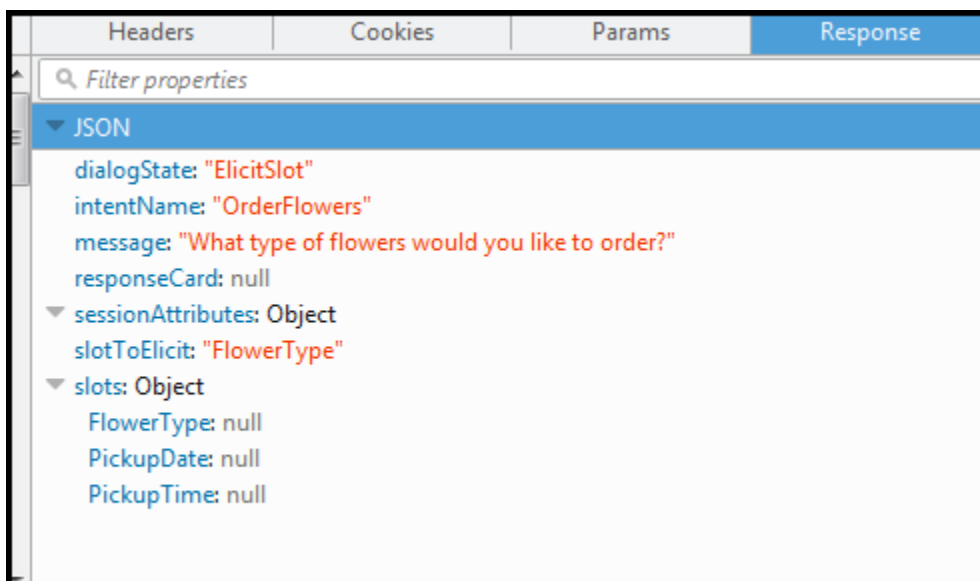 Headers Cookies Params Response
Filter properties
JSON
dialogState: "ElicitSlot"
intentName: "OrderFlowers"
message: "What type of flowers would you like to order?"
responseCard: null
sessionAttributes: Object
slotToElicit: "FlowerType"
slots: Object
FlowerType: null
PickupDate: null
PickupTime: null